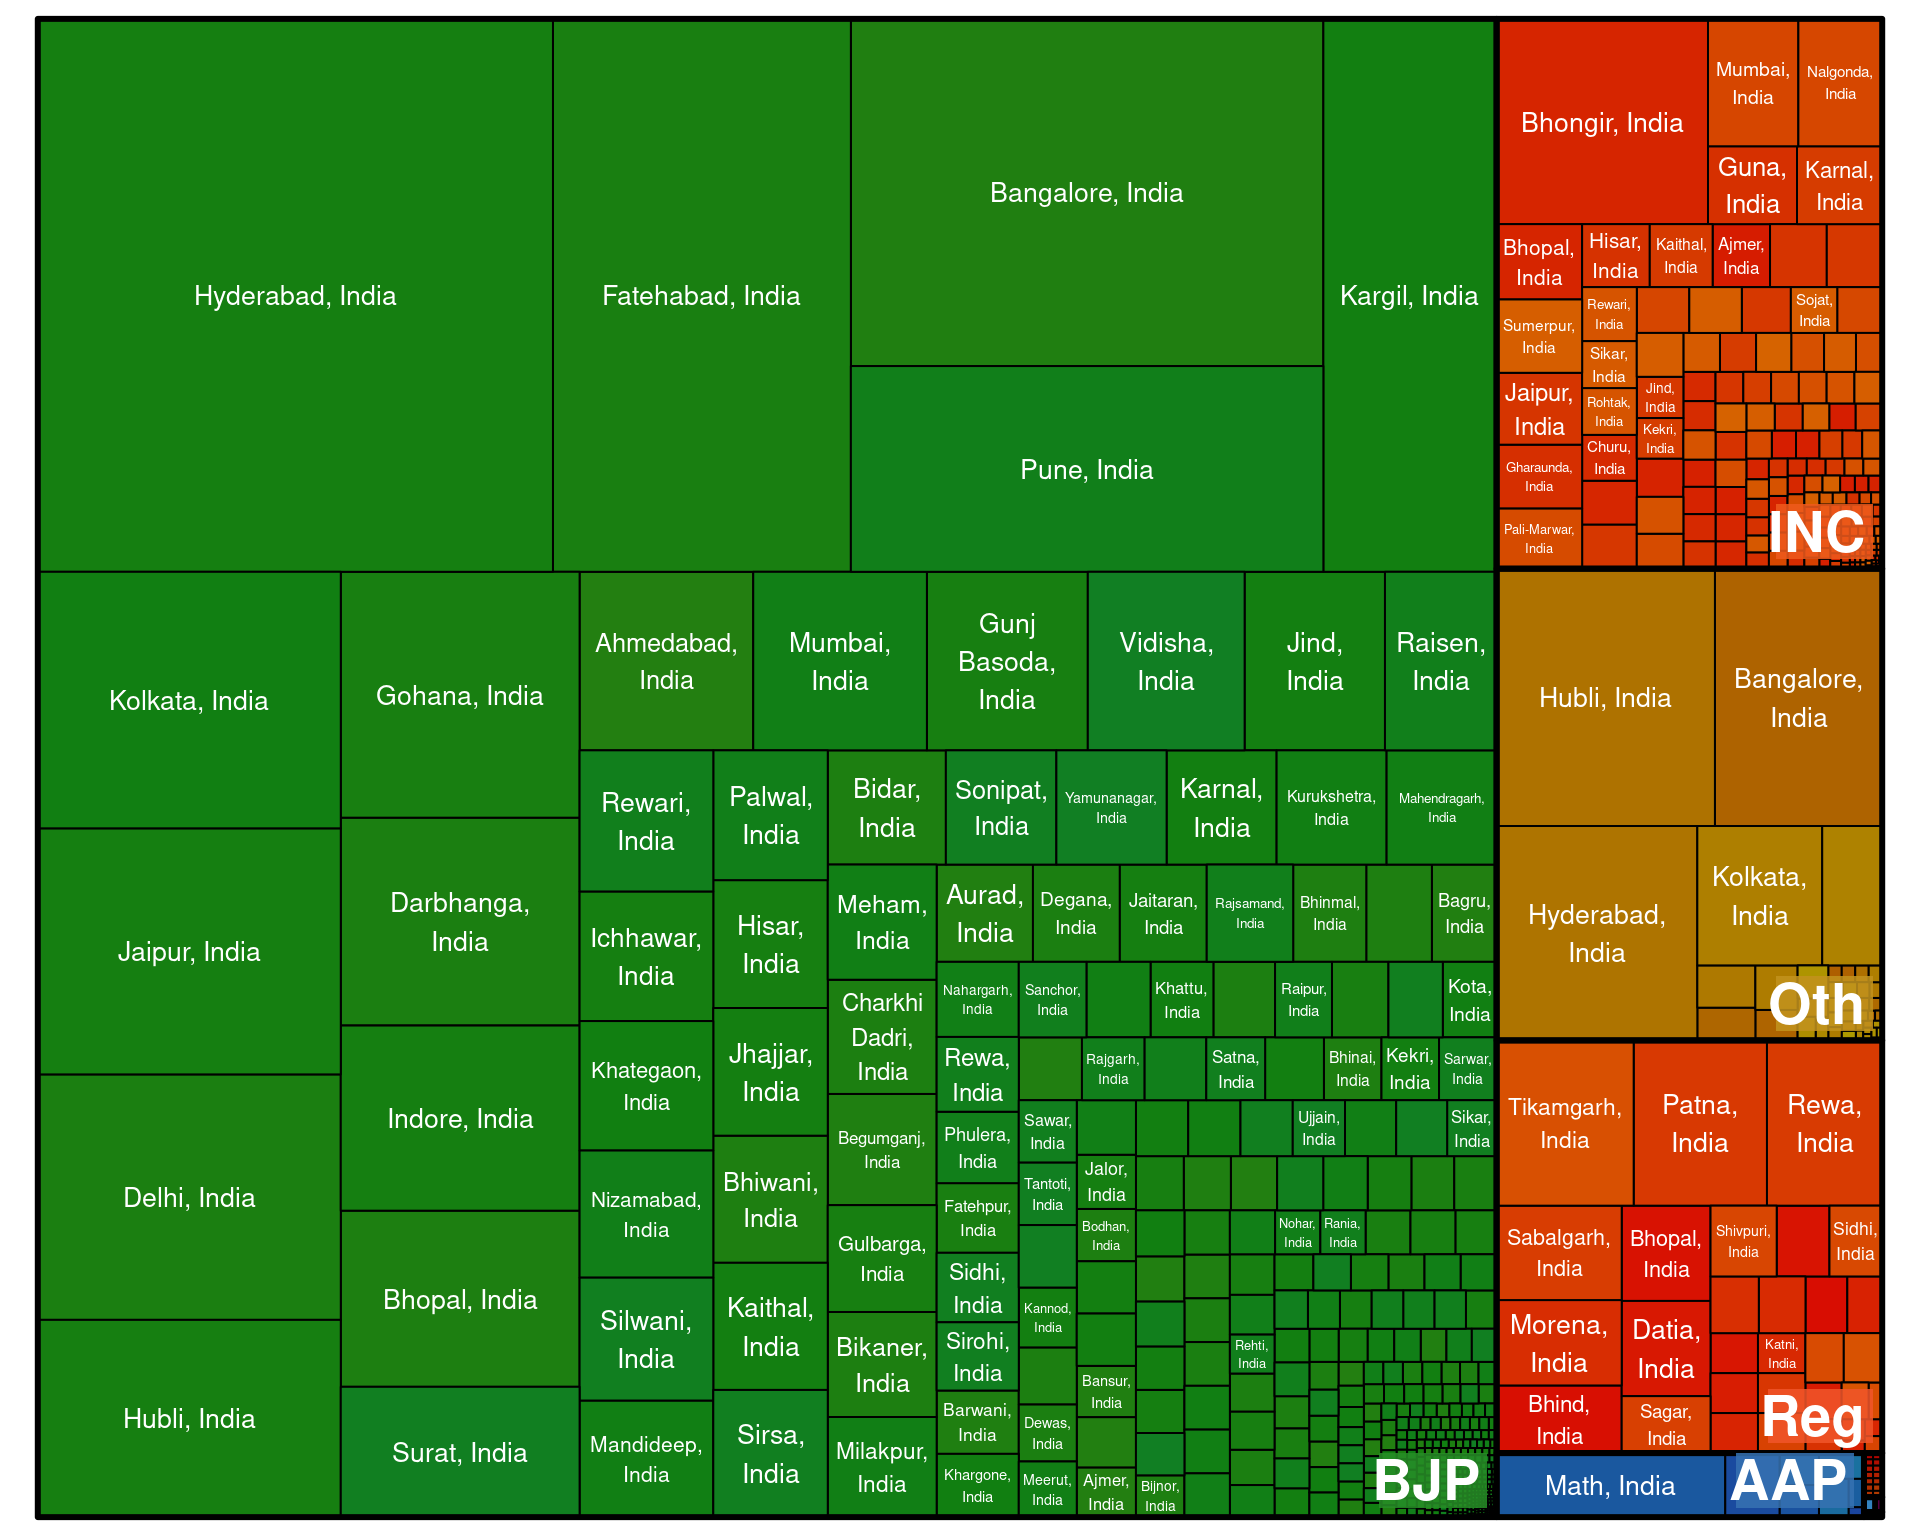 Hyderabad, India
Fatehabad, India
Bangalore, India
Pune, India
Kargil, India
Kolkata, India
Jaipur, India
Delhi, India
Hubli, India
Gohana, India
Darbhanga,
India
Indore, India
Bhopal, India
Surat, India
Ahmedabad,
India
Mumbai,
India
Gunj
Basoda,
India
Vidisha,
India
Jind,
India
Raisen,
India
Rewari,
India
Ichhawar,
India
Khategaon,
India
Nizamabad,
India
Silwani,
India
Mandideep,
India
Palwal,
India
Hisar,
India
Jhajjar,
India
Bhiwani,
India
Kaithal,
India
Sirsa,
India
Bidar,
India
Sonipat,
India
Yamunanagar,
India
Karnal,
India
Kurukshetra,
India
Mahendragarh,
India
Meham,
India
Charkhi
Dadri,
India
Begumganj,
India
Gulbarga,
India
Bikaner,
India
Milakpur,
India
Aurad,
India
Degana,
India
Jaitaran,
India
Rajsamand,
India
Bhinmal,
India
Bagru,
India
Nahargarh,
India
Sanchor,
India
Khattu,
India
Raipur,
India
Kota,
India
Rewa,
India
Phulera,
India
Fatehpur,
India
Sidhi,
India
Sirohi,
India
Barwani,
India
Khargone,
India
Rajgarh,
India
Satna,
India
Bhinai,
India
Kekri,
India
Sarwar,
India
Sawar,
India
Tantoti,
India
Kannod,
India
Dewas,
India
Meerut,
India
Ujjain,
India
Sikar,
India
Jalor,
India
Bodhan,
India
Bansur,
India
Ajmer,
India
Nohar,
India
Rania,
India
Rehti,
India
Bijnor,
India
BJP
Bhongir, India
Mumbai,
India
Nalgonda,
India
Guna,
India
Karnal,
India
Bhopal,
India
Sumerpur,
India
Jaipur,
India
Gharaunda,
India
Pali-Marwar,
India
Hisar,
India
Kaithal,
India
Ajmer,
India
Rewari,
India
Sikar,
India
Rohtak,
India
Churu,
India
Sojat,
India
Jind,
India
Kekri,
India
INC
Hubli, India
Bangalore,
India
Hyderabad,
India
Kolkata,
India
Oth
Tikamgarh,
India
Patna,
India
Rewa,
India
Sabalgarh,
India
Morena,
India
Bhind,
India
Bhopal,
India
Datia,
India
Sagar,
India
Shivpuri,
India
Sidhi,
India
Katni,
India
Reg
Math, India
AAP